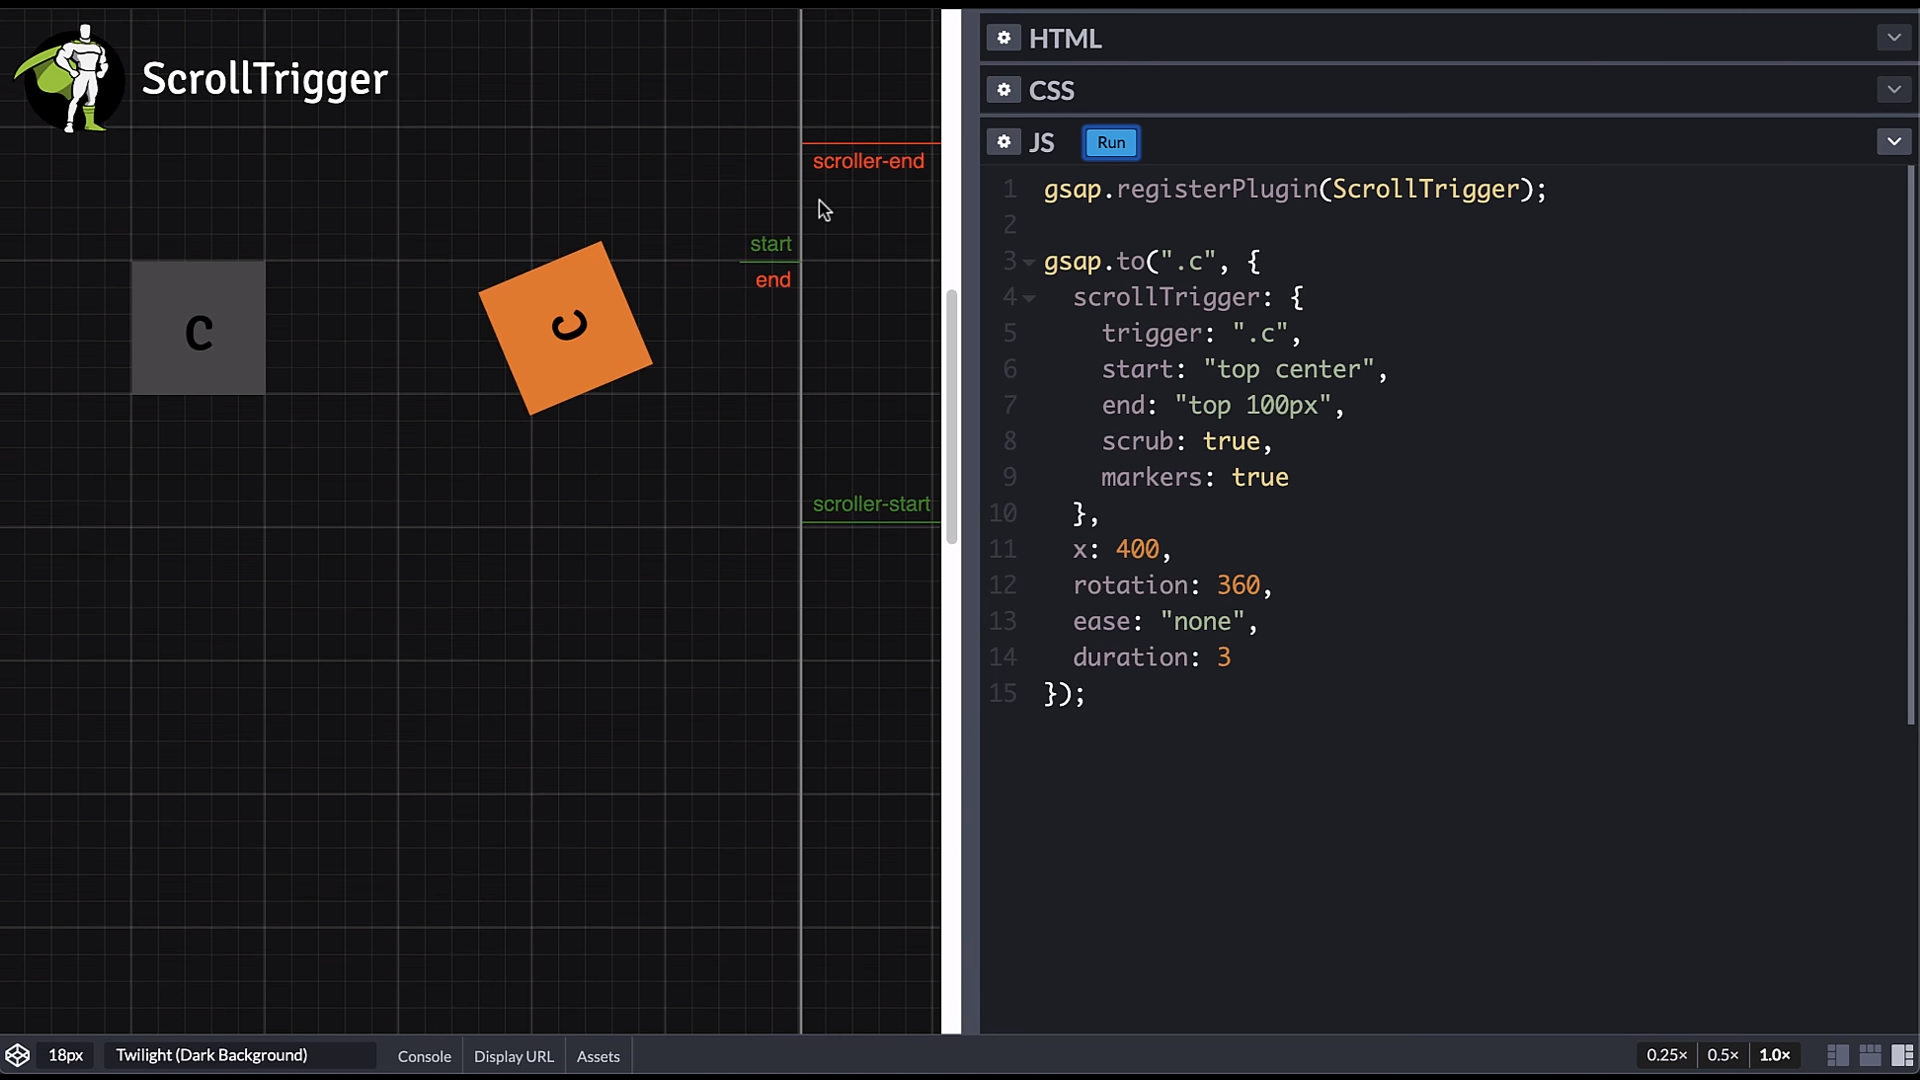 ScrollTrigger
scroller-end
start
end
C
C
scroller-start
HTML
CSS
JS
Run
1 gsap.registerPlugin(ScrollTrigger);
2
3 gsap.to(".c", {
4 scrollTrigger: {
5 trigger: ".c",
6 start: "top center",
7 end: "top 100px",
8 scrub: true,
9 markers: true
10 },
11 x: 400,
12 rotation: 360,
13 ease: "none",
14 duration: 3
15 });
18px Twilight (Dark Background) Console Display URL Assets 0.25× 0.5× 1.0×